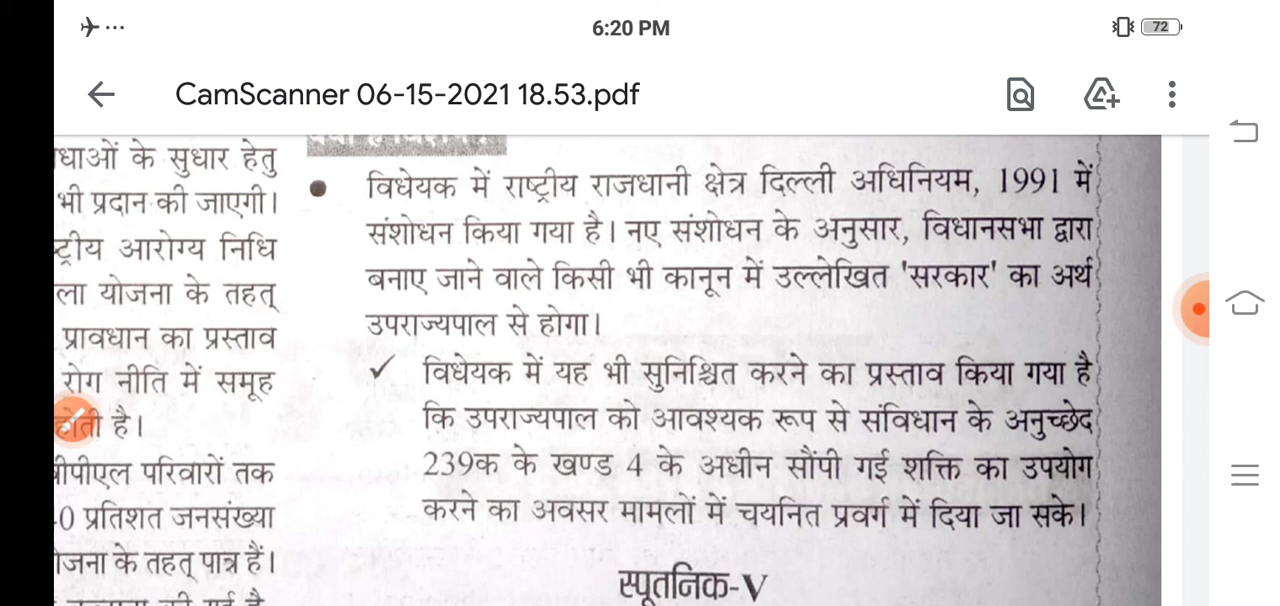 6:20 PM
72
CamScanner 06-15-2021 18.53.pdf
धाओं के सुधार हेतु
भी प्रदान की जाएगी।
ट्रीय आरोग्य निधि
ला योजना के तहत्
प्रावधान का प्रस्ताव
रोग नीति में समूह
होती है।
बीपीएल परिवारों तक
0 प्रतिशत जनसंख्या
ोजना के तहत् पात्र हैं।
विधेयक में राष्ट्रीय राजधानी क्षेत्र दिल्ली अधिनियम, 1991 में
संशोधन किया गया है। नए संशोधन के अनुसार, विधानसभा द्वारा
बनाए जाने वाले किसी भी कानून में उल्लेखित 'सरकार' का अर्थ
उपराज्यपाल से होगा।
विधेयक में यह भी सुनिश्चित करने का प्रस्ताव किया गया है
कि उपराज्यपाल को आवश्यक रूप से संविधान के अनुच्छेद
239क के खण्ड 4 के अधीन सौंपी गई शक्ति का उपयोग
करने का अवसर मामलों में चयनित प्रवर्ग में दिया जा सके।
स्पूतनिक-V